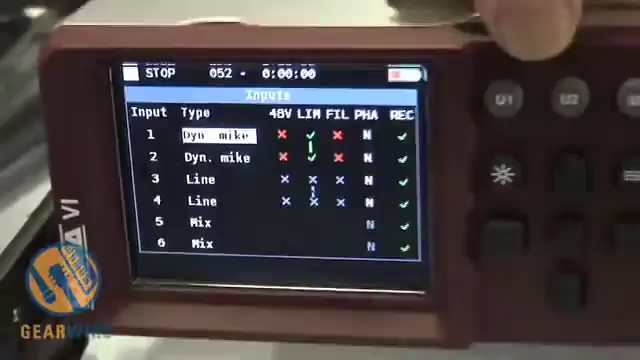 STOP 052 - 0:00:00
Inputs
Input Type 48V LIM FIL PHA REC
1 Dyn. mike N
2 Dyn. mike N
3 Line N
4 Line N
5 Mix N
6 Mix N
U1 U2
VI
GEARWIRE